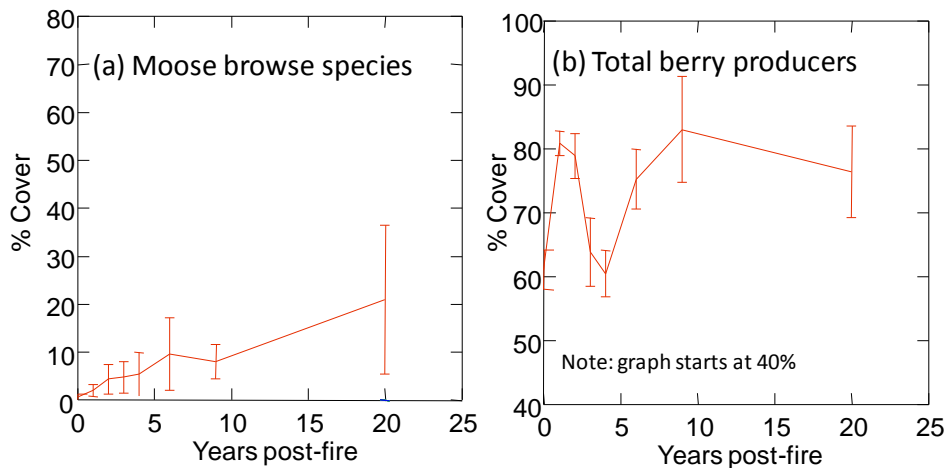 (a) Moose browse species
% Cover
80
70
60
50
40
30
20
10
0
0 5 10 15 20 25
Years post-fire
(b) Total berry producers
% Cover
100
90
80
70
60
50
40
Note: graph starts at 40%
0 5 10 15 20 25
Years post-fire